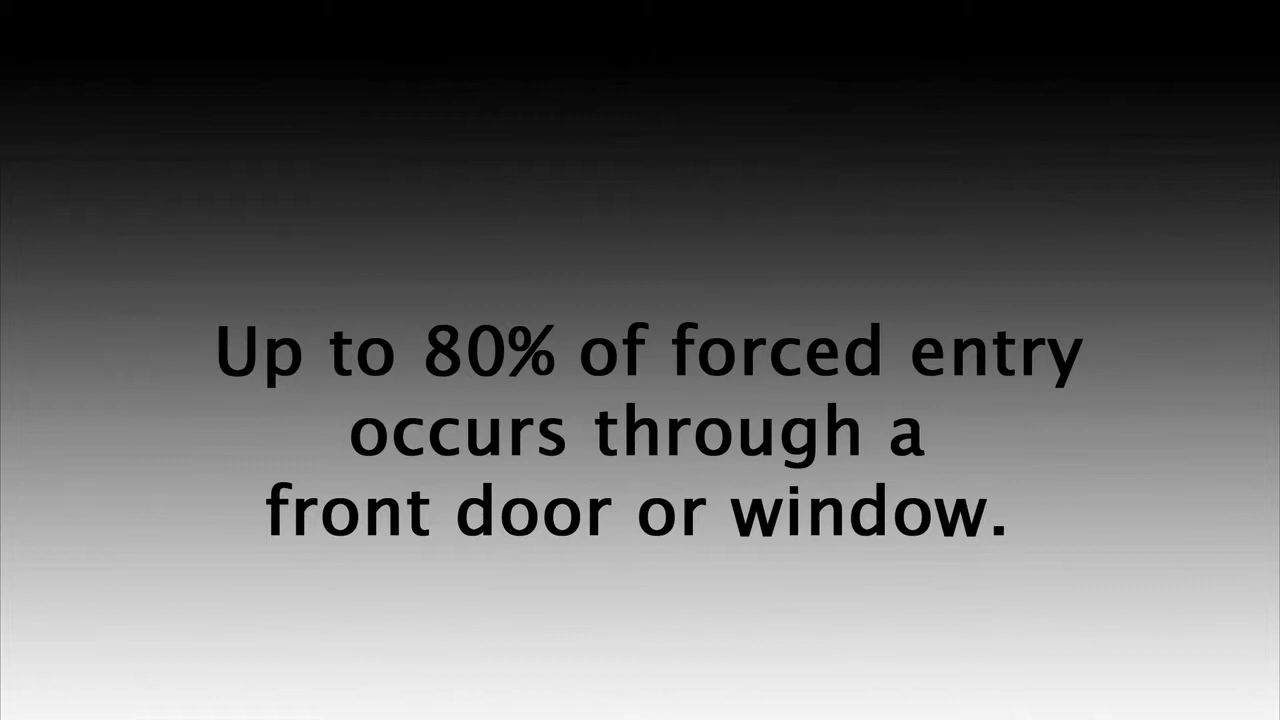 Up to 80% of forced entry
occurs through a
front door or window.